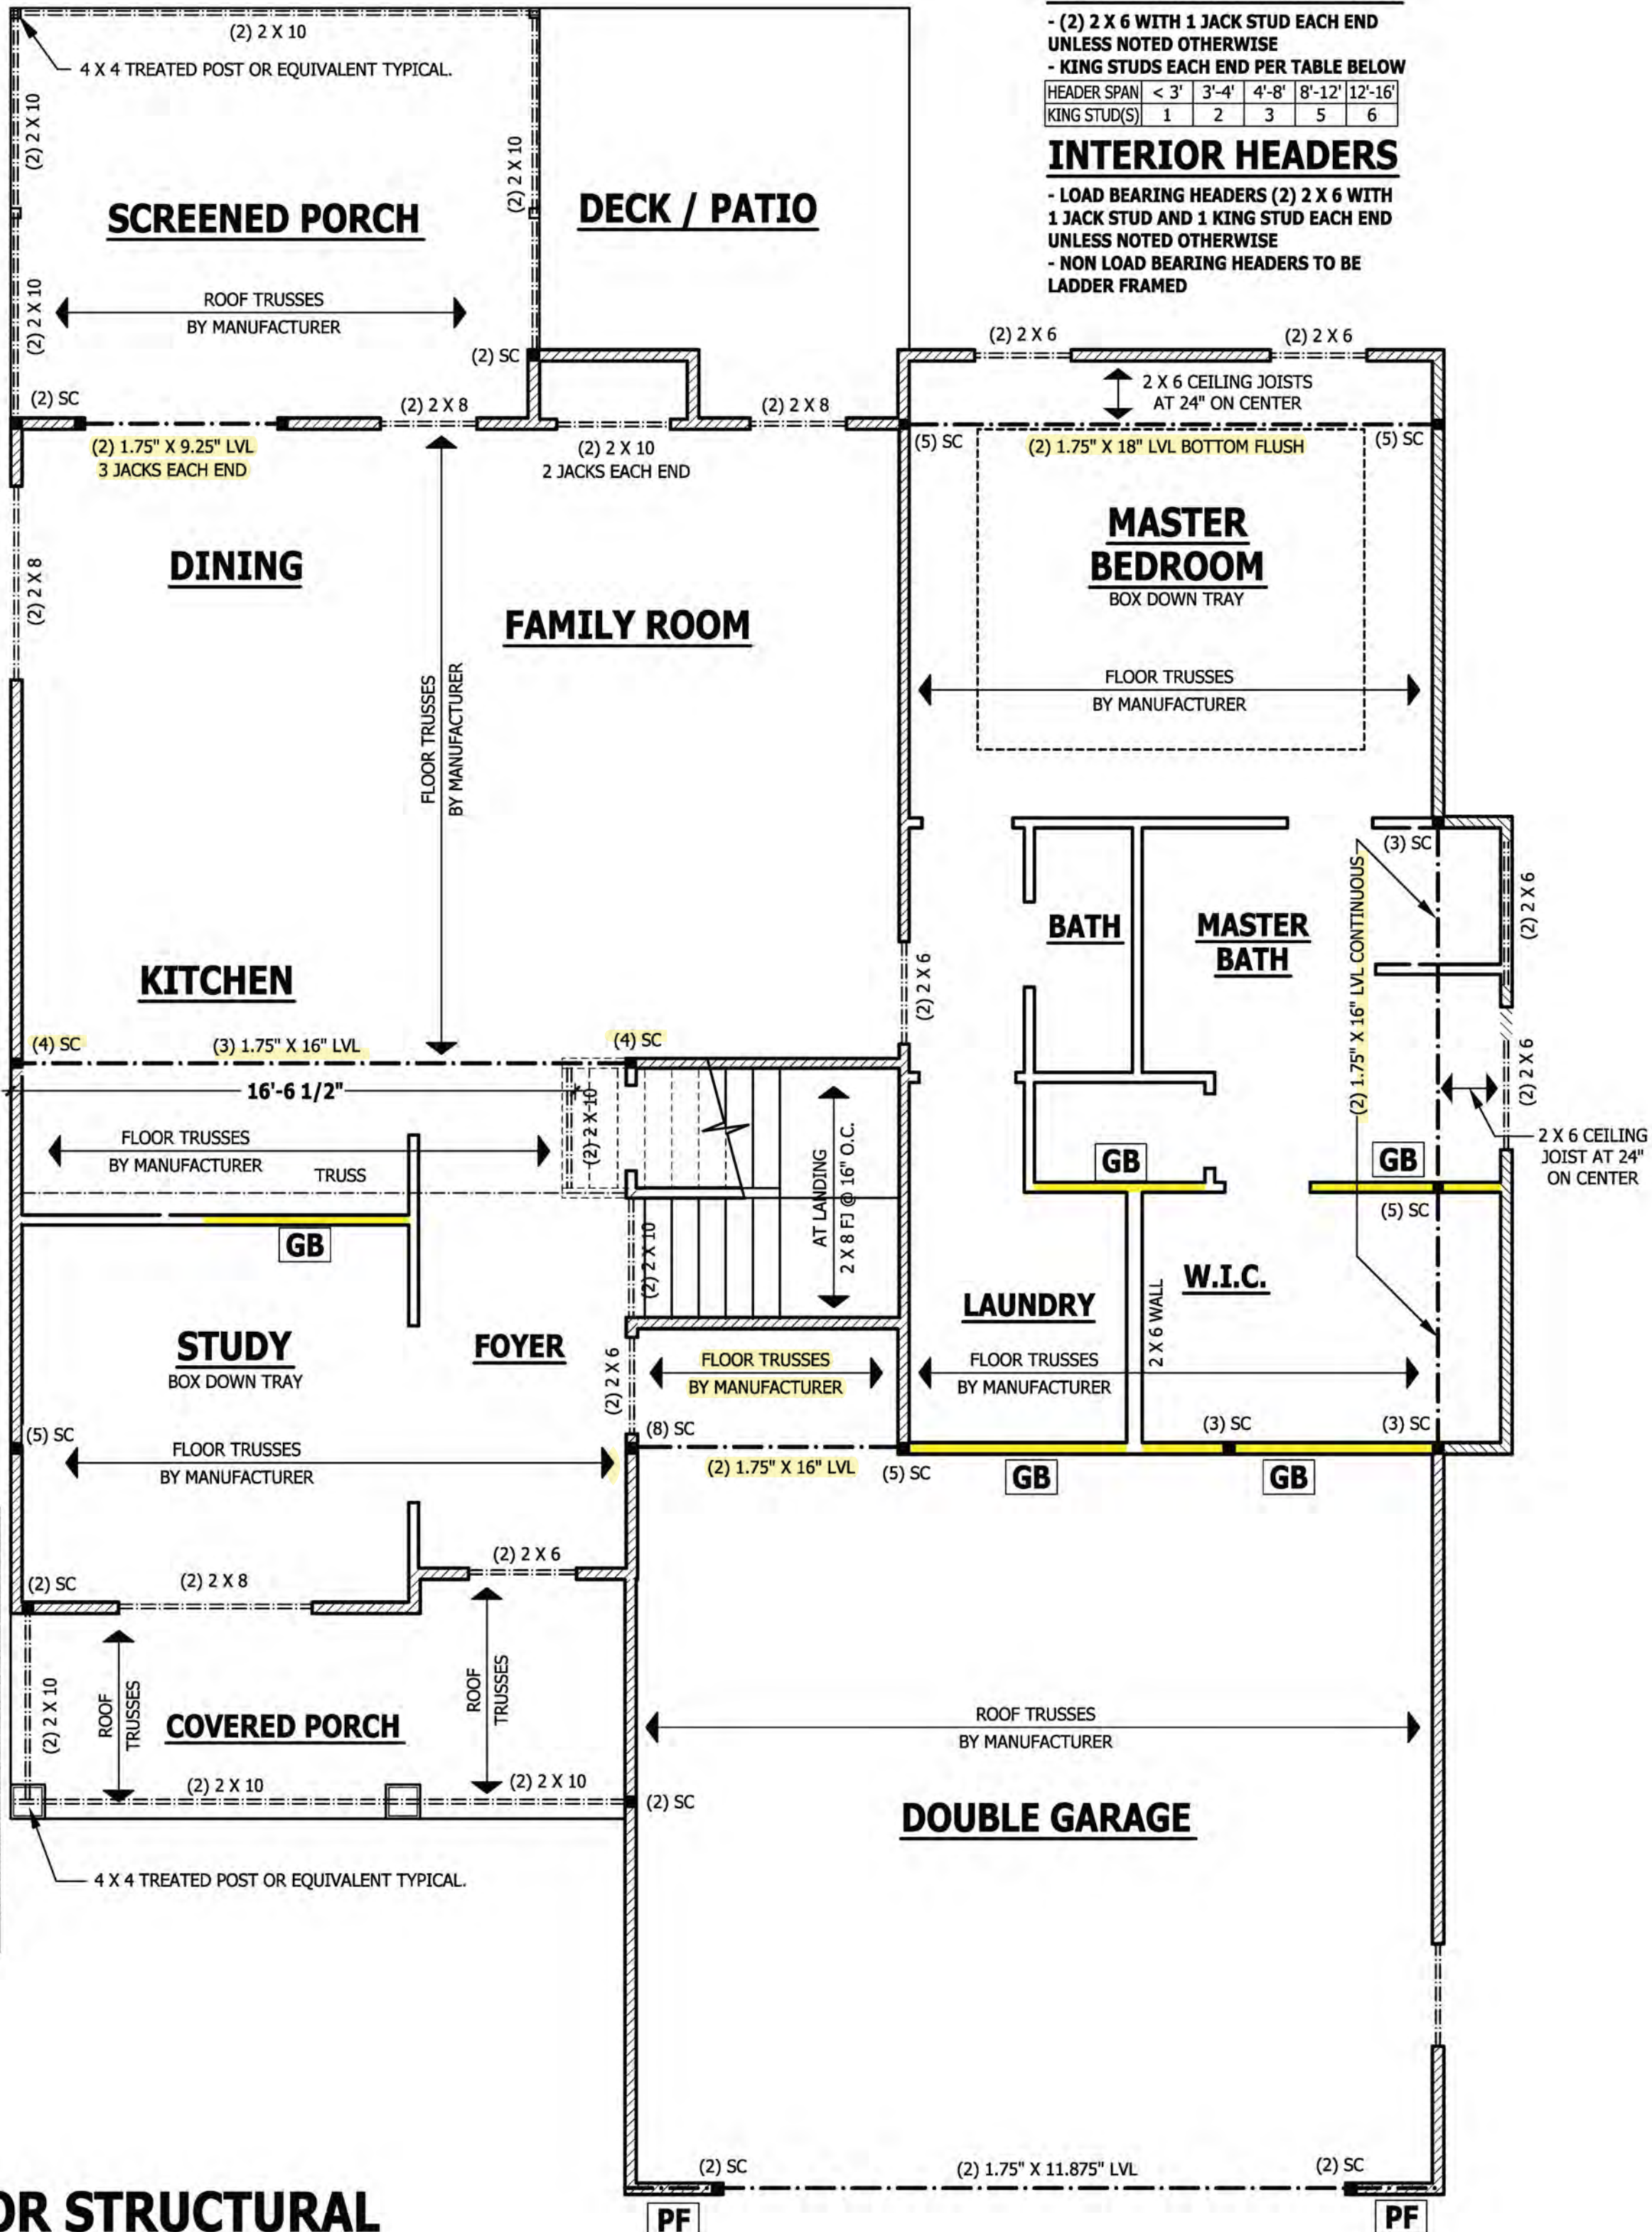 - (2) 2 X 6 WITH 1 JACK STUD EACH END
UNLESS NOTED OTHERWISE
- KING STUDS EACH END PER TABLE BELOW
HEADER SPAN < 3' 3'-4' 4'-8' 8'-12' 12'-16'
KING STUD(S) 1 2 3 5 6
INTERIOR HEADERS
- LOAD BEARING HEADERS (2) 2 X 6 WITH
1 JACK STUD AND 1 KING STUD EACH END
UNLESS NOTED OTHERWISE
- NON LOAD BEARING HEADERS TO BE
LADDER FRAMED
(2) 2 X 10
4 X 4 TREATED POST OR EQUIVALENT TYPICAL.
(2) 2 X 10
(2) 2 X 10
SCREENED PORCH
DECK / PATIO
(2) 2 X 10
ROOF TRUSSES
BY MANUFACTURER
(2) SC
(2) SC
(2) 2 X 6
(2) 2 X 6
2 X 6 CEILING JOISTS
AT 24" ON CENTER
(2) 2 X 8
(2) 2 X 8
(2) 1.75" X 9.25" LVL
3 JACKS EACH END
(2) 2 X 10
2 JACKS EACH END
(5) SC
(2) 1.75" X 18" LVL BOTTOM FLUSH
(5) SC
DINING
(2) 2 X 8
FAMILY ROOM
MASTER
BEDROOM
BOX DOWN TRAY
FLOOR TRUSSES
BY MANUFACTURER
FLOOR TRUSSES
BY MANUFACTURER
(3) SC
(2) 1.75" X 16" LVL CONTINUOUS
(2) 2 X 6
BATH
MASTER
BATH
KITCHEN
(2) 2 X 6
(4) SC
(3) 1.75" X 16" LVL
(4) SC
(2) 2 X 6
16'-6 1/2"
(2) 2 X 10
FLOOR TRUSSES
BY MANUFACTURER
TRUSS
AT LANDING
2 X 8 FJ @ 16" O.C.
GB
GB
2 X 6 CEILING
JOIST AT 24"
ON CENTER
(5) SC
GB
(2) 2 X 10
W.I.C.
LAUNDRY
2 X 6 WALL
STUDY
BOX DOWN TRAY
FOYER
(2) 2 X 6
FLOOR TRUSSES
BY MANUFACTURER
FLOOR TRUSSES
BY MANUFACTURER
(5) SC
FLOOR TRUSSES
BY MANUFACTURER
(8) SC
(2) 1.75" X 16" LVL
(5) SC
(3) SC
(3) SC
GB
GB
(2) SC
(2) 2 X 8
(2) 2 X 6
(2) 2 X 10
ROOF
TRUSSES
ROOF
TRUSSES
COVERED PORCH
(2) 2 X 10
(2) 2 X 10
(2) SC
4 X 4 TREATED POST OR EQUIVALENT TYPICAL.
ROOF TRUSSES
BY MANUFACTURER
DOUBLE GARAGE
(2) SC
(2) 1.75" X 11.875" LVL
(2) SC
PF
PF
OR STRUCTURAL